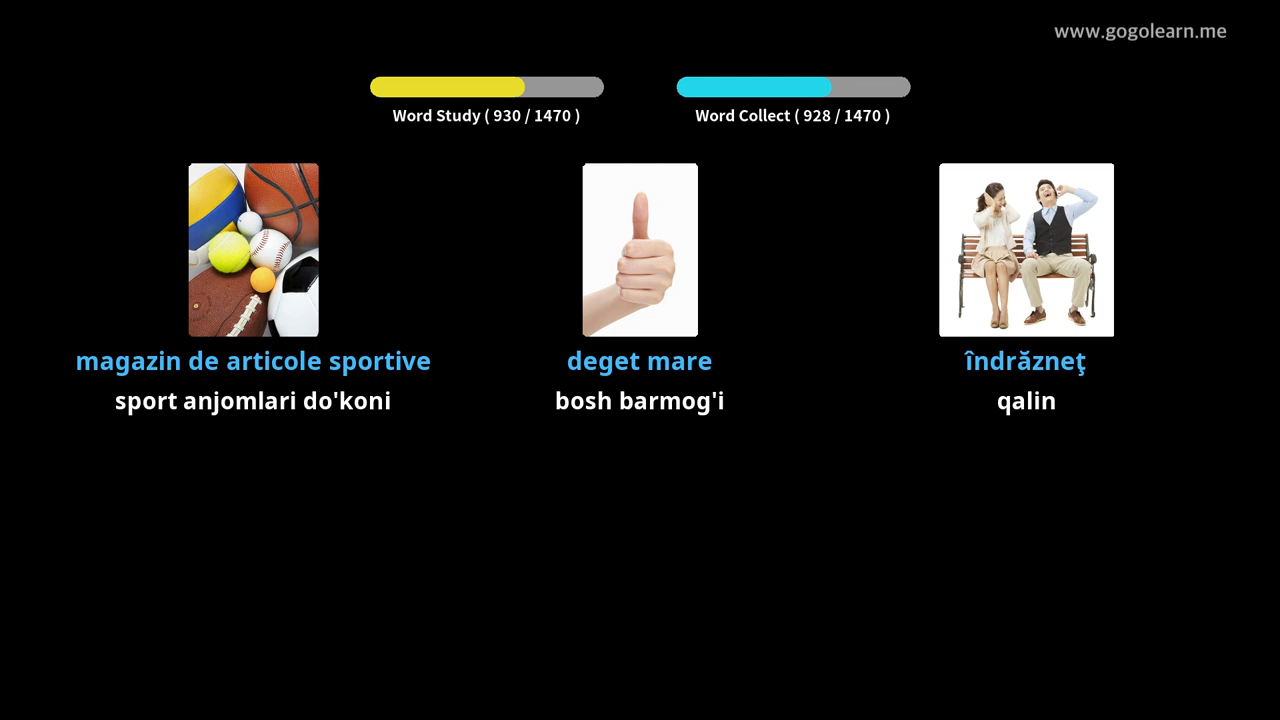 www.gogolearn.me
Word Study ( 930 / 1470 )
Word Collect ( 928 / 1470 )
magazin de articole sportive
deget mare
îndrăzneţ
sport anjomlari do'koni
bosh barmog'i
qalin